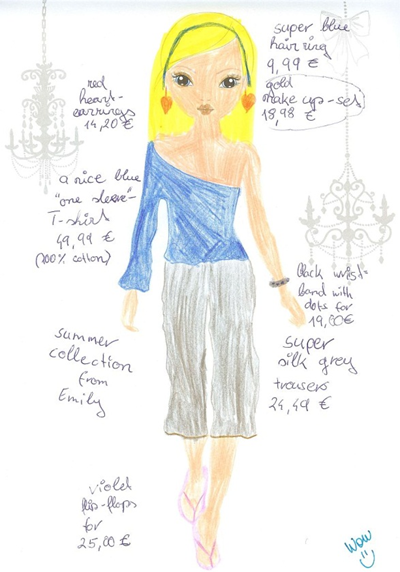 super blue
hair ring
9,99 €
gold
make up-set
18,98 €
red
heart-
earrings
14,20 €
a nice blue
"one sleeve"-
T-shirt
49,99 €
(100% cotton)
black wrist-
band with
dots for
19,00€
summer
collection
from
Emily
super
silk grey
trousers
24,49 €
violet
flip-flops
for
25,00 €
wow